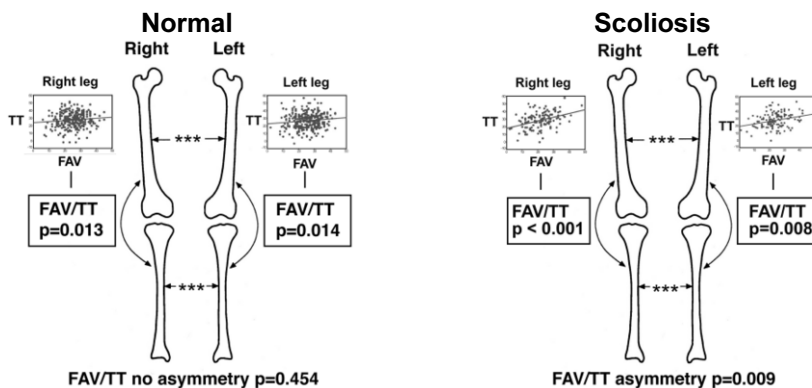 Normal
Right Left
Right leg
TT
FAV
FAV/TT
p=0.013
***
***
Left leg
TT
FAV
FAV/TT
p=0.014
FAV/TT no asymmetry p=0.454
Scoliosis
Right Left
Right leg
TT
FAV
FAV/TT
p < 0.001
***
***
Left leg
TT
FAV
FAV/TT
p=0.008
FAV/TT asymmetry p=0.009